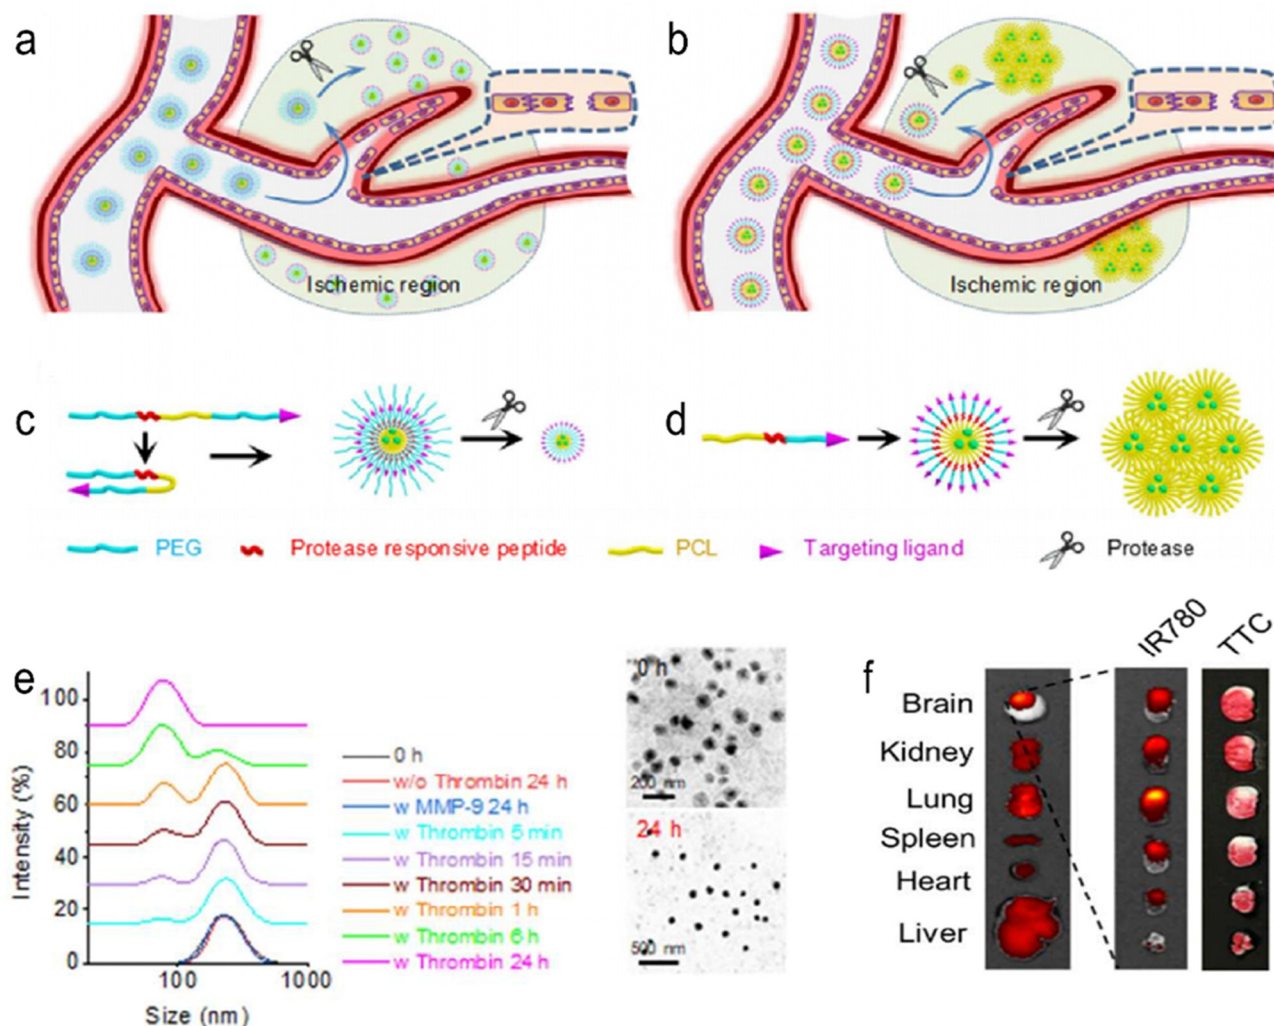 a
b
Ischemic region
Ischemic region
c
d
PEG
Protease responsive peptide
PCL
Targeting ligand
Protease
e
Intensity (%)
100
80
60
40
20
0
100
1000
Size (nm)
0 h
w/o Thrombin 24 h
w MMP-9 24 h
w Thrombin 5 min
w Thrombin 15 min
w Thrombin 30 min
w Thrombin 1 h
w Thrombin 6 h
w Thrombin 24 h
0 h
200 nm
24 h
500 nm
f
IR780
TTC
Brain
Kidney
Lung
Spleen
Heart
Liver